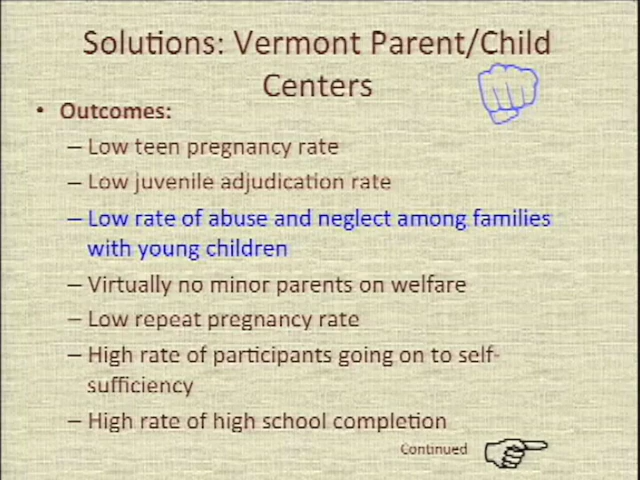 Solutions: Vermont Parent/Child
Centers
• Outcomes:
– Low teen pregnancy rate
– Low juvenile adjudication rate
– Low rate of abuse and neglect among families
with young children
– Virtually no minor parents on welfare
– Low repeat pregnancy rate
– High rate of participants going on to self-
sufficiency
– High rate of high school completion
Continued